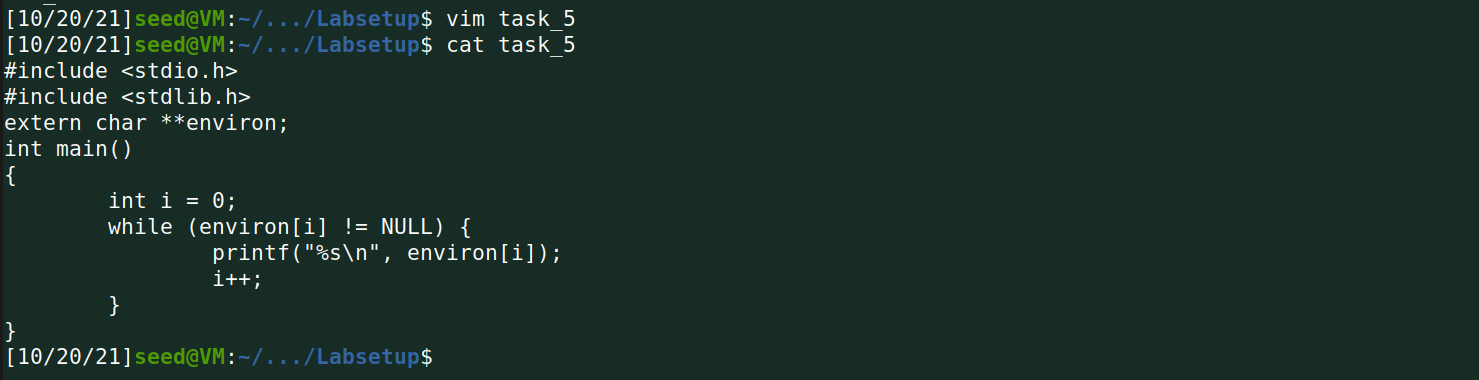 [10/20/21]seed@VM:~/.../Labsetup$ vim task_5
[10/20/21]seed@VM:~/.../Labsetup$ cat task_5
#include <stdio.h>
#include <stdlib.h>
extern char **environ;
int main()
{
        int i = 0;
        while (environ[i] != NULL) {
                printf("%s\n", environ[i]);
                i++;
        }
}
[10/20/21]seed@VM:~/.../Labsetup$